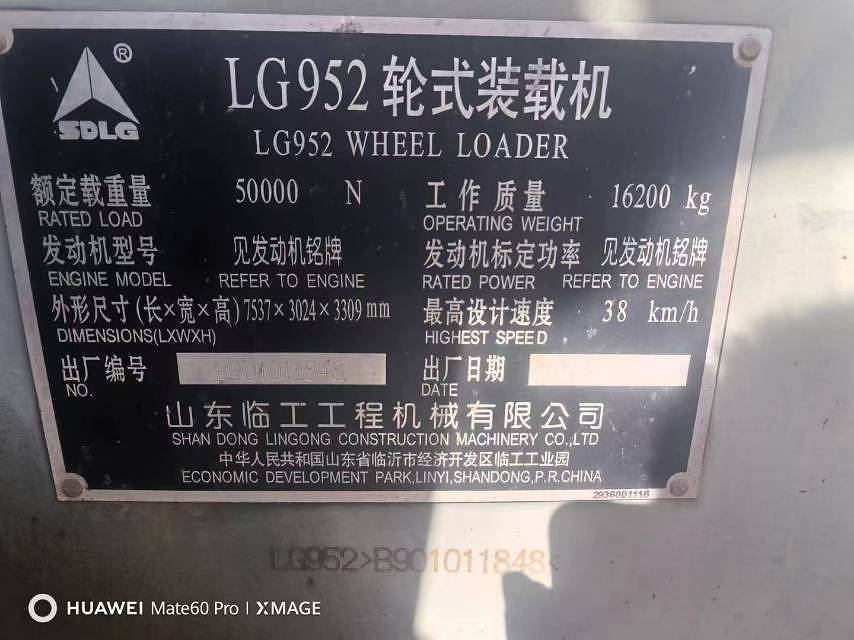 SDLG ®
LG952 轮式装载机
LG952 WHEEL LOADER
额定载重量 50000 N 工作质量 16200 kg
RATED LOAD OPERATING WEIGHT
发动机型号 见发动机铭牌 发动机标定功率 见发动机铭牌
ENGINE MODEL REFER TO ENGINE RATED POWER REFER TO ENGINE
外形尺寸(长×宽×高) 7537×3024×3309 mm 最高设计速度 38 km/h
DIMENSIONS(LXWXH) HIGHEST SPEED
出厂编号 B901011848 出厂日期
NO. DATE
山东临工工程机械有限公司
SHAN DONG LINGONG CONSTRUCTION MACHINERY CO.,LTD
中华人民共和国山东省临沂市经济开发区临工工业园
ECONOMIC DEVELOPMENT PARK,LINYI,SHANDONG,P.R.CHINA
2936001116
LG952>B901011848<
HUAWEI Mate60 Pro | XMAGE